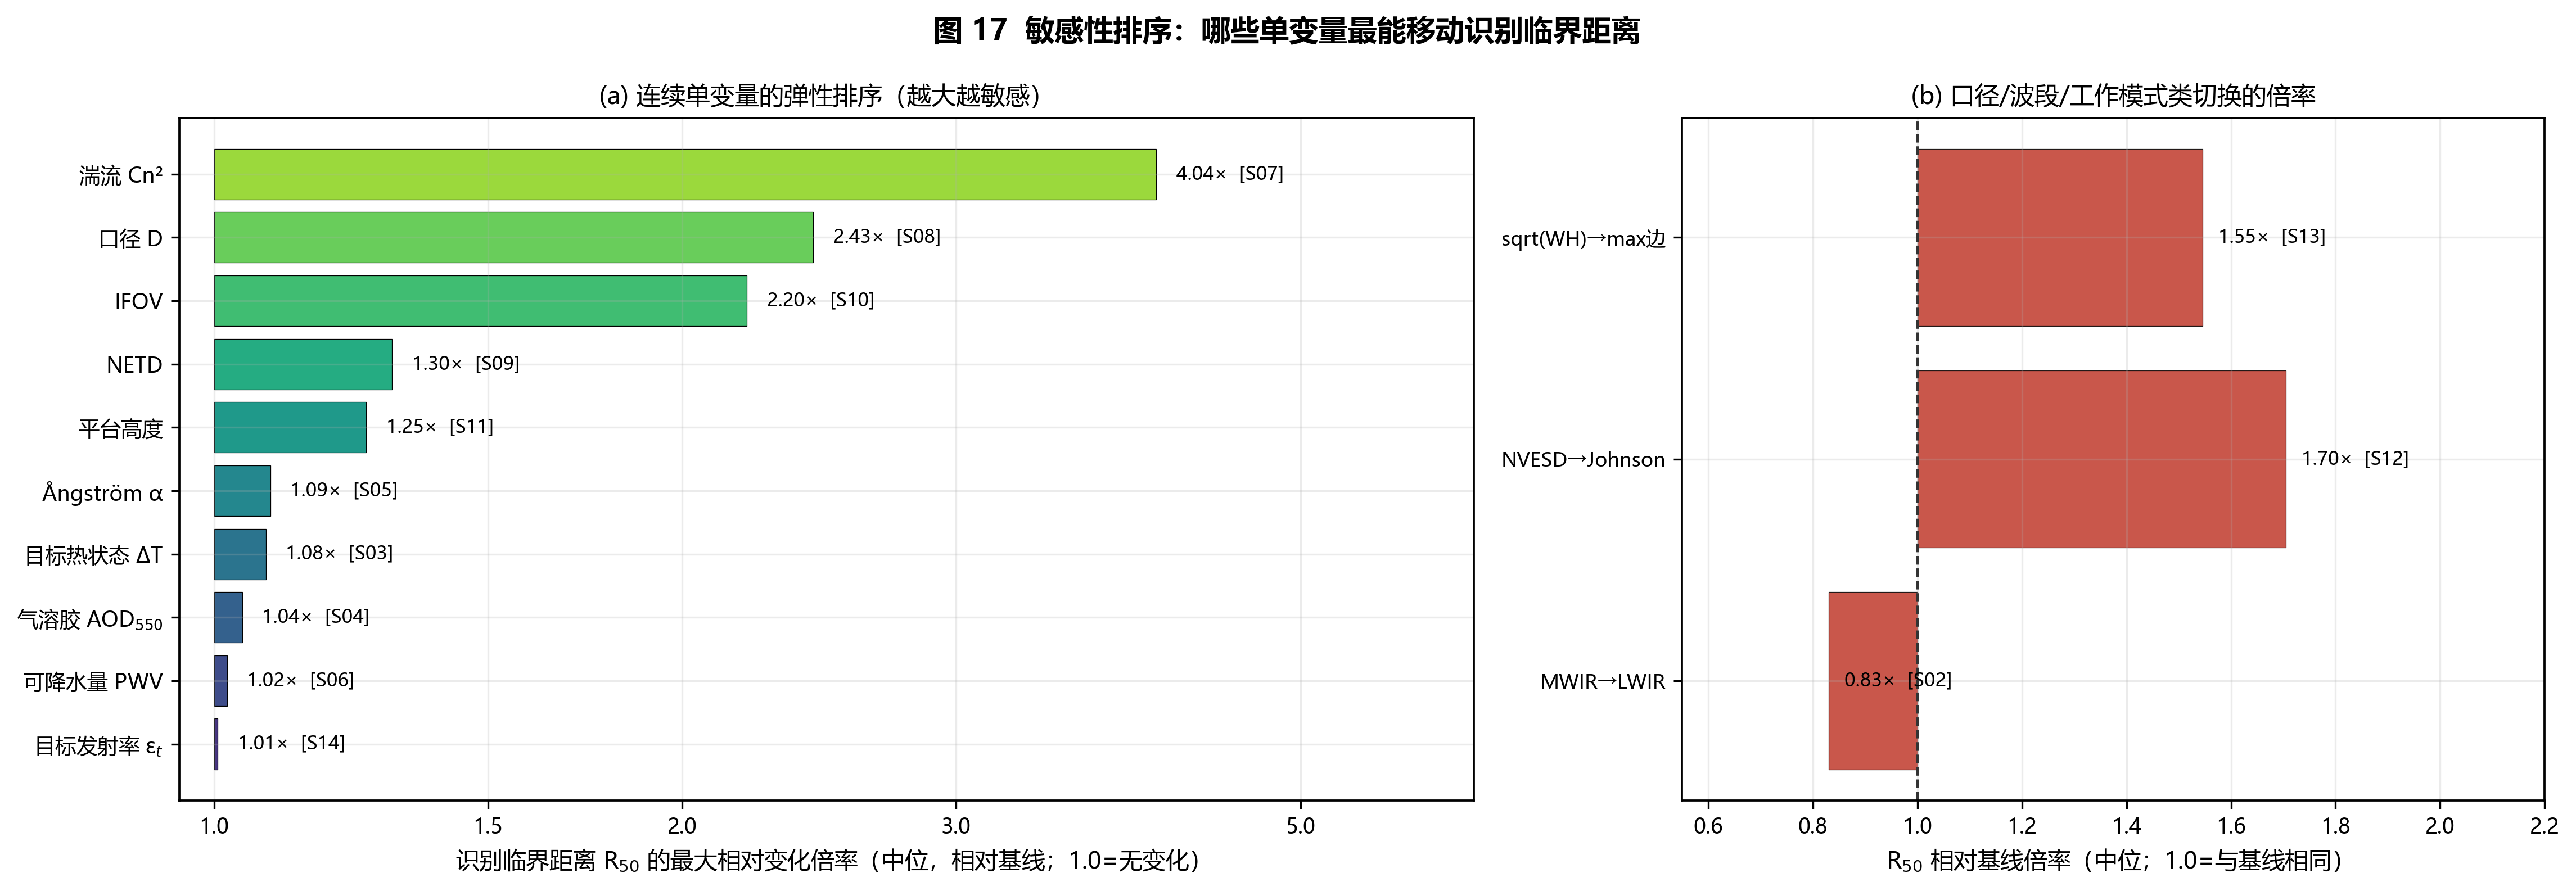 图 17 敏感性排序：哪些单变量最能移动识别临界距离
(a) 连续单变量的弹性排序（越大越敏感）
湍流 Cn²
4.04× [S07]
口径 D
2.43× [S08]
IFOV
2.20× [S10]
NETD
1.30× [S09]
平台高度
1.25× [S11]
Ångström α
1.09× [S05]
目标热状态 ΔT
1.08× [S03]
气溶胶 AOD₅₅₀
1.04× [S04]
可降水量 PWV
1.02× [S06]
目标发射率 εₜ
1.01× [S14]
1.0 1.5 2.0 3.0 5.0
识别临界距离 R₅₀ 的最大相对变化倍率（中位，相对基线；1.0=无变化）
(b) 口径/波段/工作模式类切换的倍率
sqrt(WH)→max边
1.55× [S13]
NVESD→Johnson
1.70× [S12]
MWIR→LWIR
0.83× [S02]
0.6 0.8 1.0 1.2 1.4 1.6 1.8 2.0 2.2
R₅₀ 相对基线倍率（中位；1.0=与基线相同）